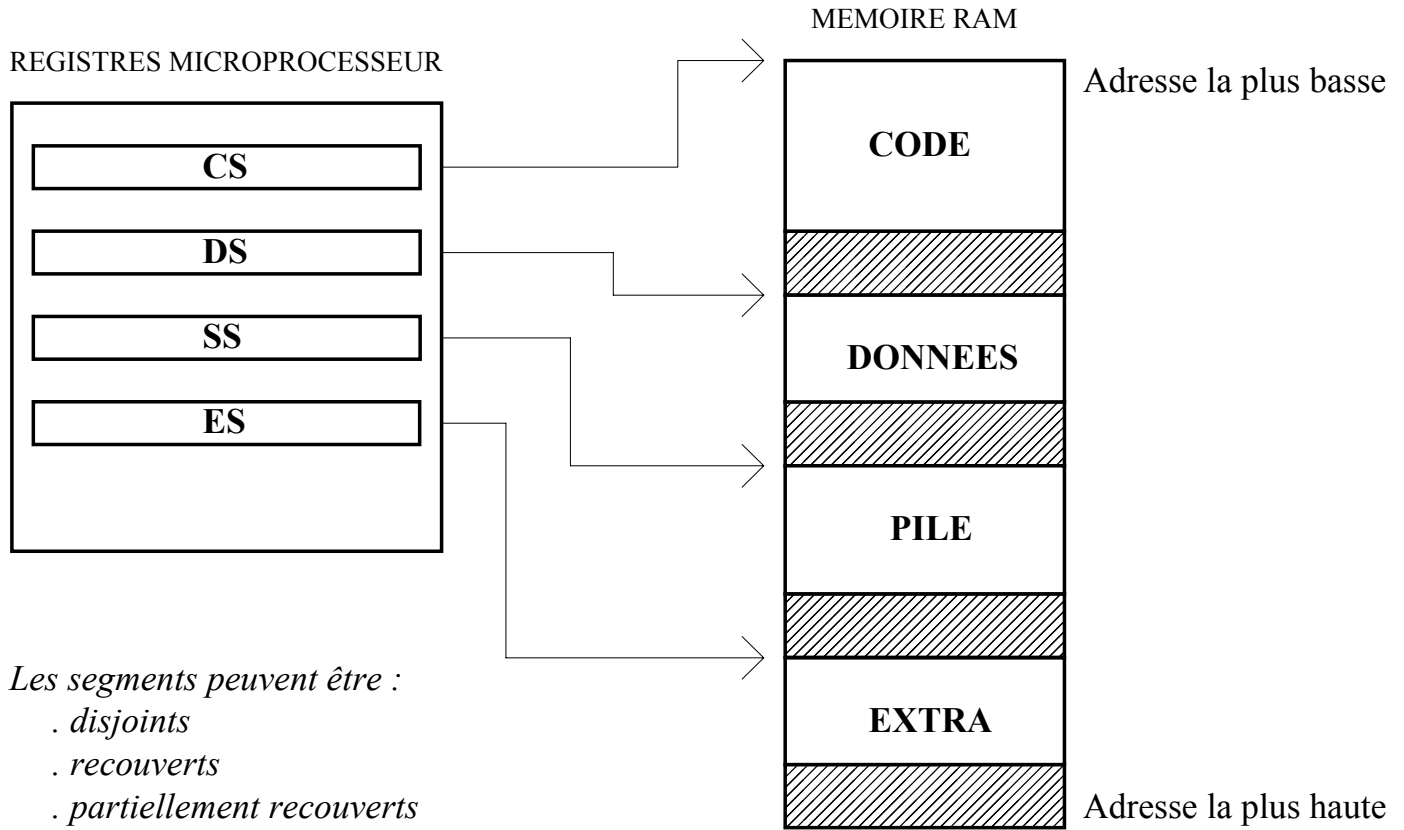 MEMOIRE RAM
REGISTRES MICROPROCESSEUR
Adresse la plus basse
CS
DS
SS
ES
CODE
DONNEES
PILE
EXTRA
Les segments peuvent être :
. disjoints
. recouverts
. partiellement recouverts
Adresse la plus haute